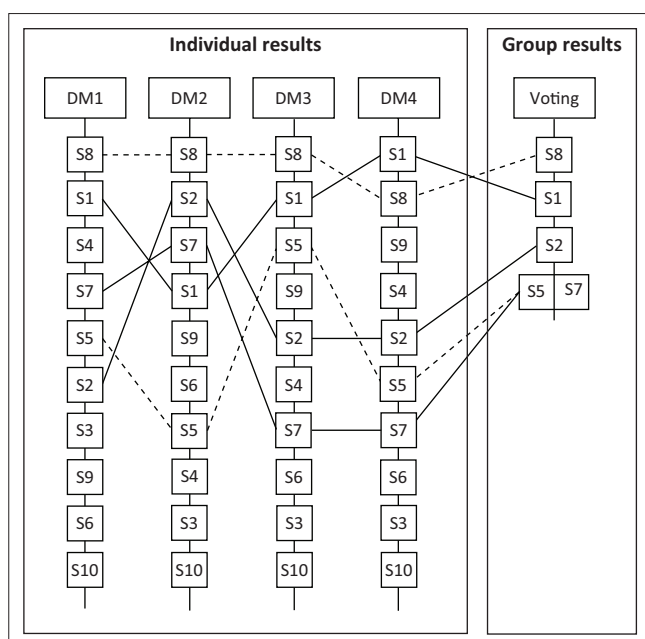 Individual results Group results
DM1 DM2 DM3 DM4 Voting
S8 S8 S8 S1 S8
S1 S2 S1 S8 S1
S4 S7 S5 S9 S2
S7 S1 S9 S4 S5 S7
S5 S9 S2 S2
S2 S6 S4 S5
S3 S5 S7 S7
S9 S4 S6 S6
S6 S3 S3 S3
S10 S10 S10 S10